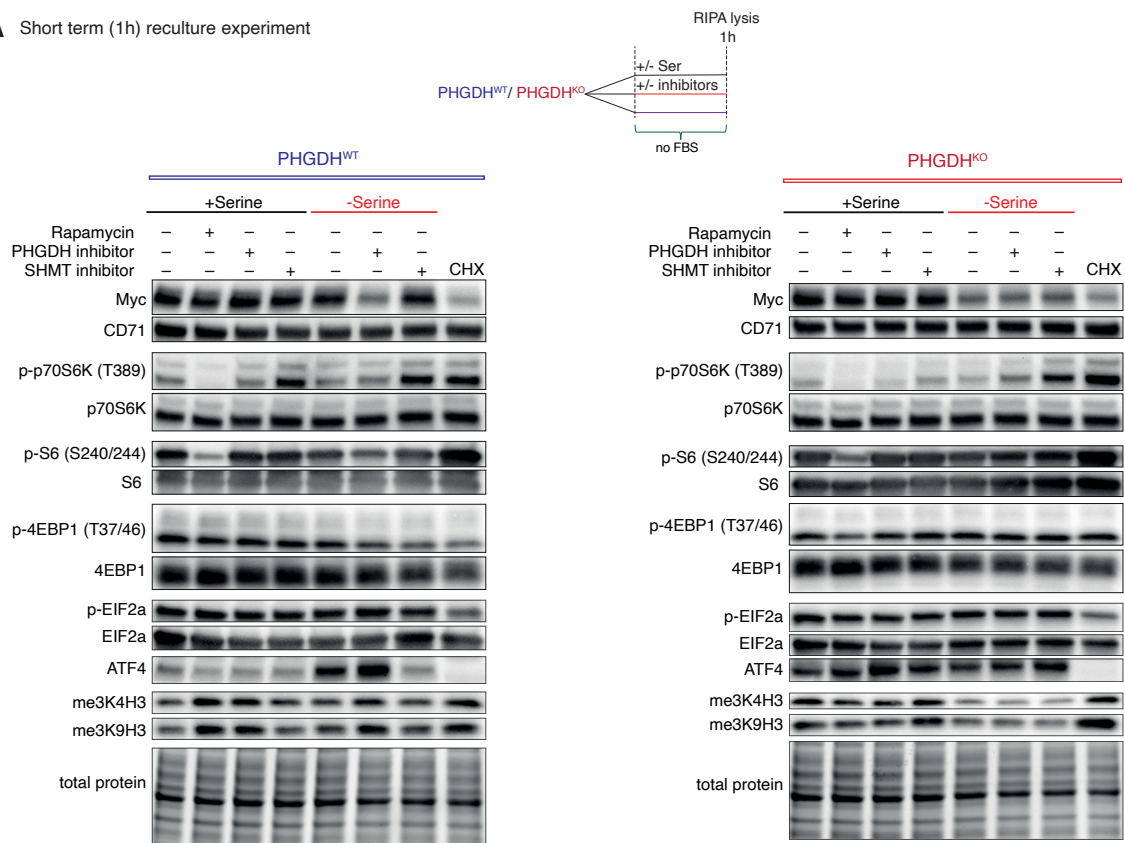 A Short term (1h) reculture experiment
RIPA lysis
1h
+/- Ser
+/- inhibitors
PHGDHWT/ PHGDHKO
no FBS
PHGDHWT
+Serine -Serine
Rapamycin – + – – – – –
PHGDH inhibitor – – + – – + –
SHMT inhibitor – – – + – – + CHX
Myc
CD71
p-p70S6K (T389)
p70S6K
p-S6 (S240/244)
S6
p-4EBP1 (T37/46)
4EBP1
p-EIF2a
EIF2a
ATF4
me3K4H3
me3K9H3
total protein
PHGDHKO
+Serine -Serine
Rapamycin – + – – – – –
PHGDH inhibitor – – + – – + –
SHMT inhibitor – – – + – – + CHX
Myc
CD71
p-p70S6K (T389)
p70S6K
p-S6 (S240/244)
S6
p-4EBP1 (T37/46)
4EBP1
p-EIF2a
EIF2a
ATF4
me3K4H3
me3K9H3
total protein